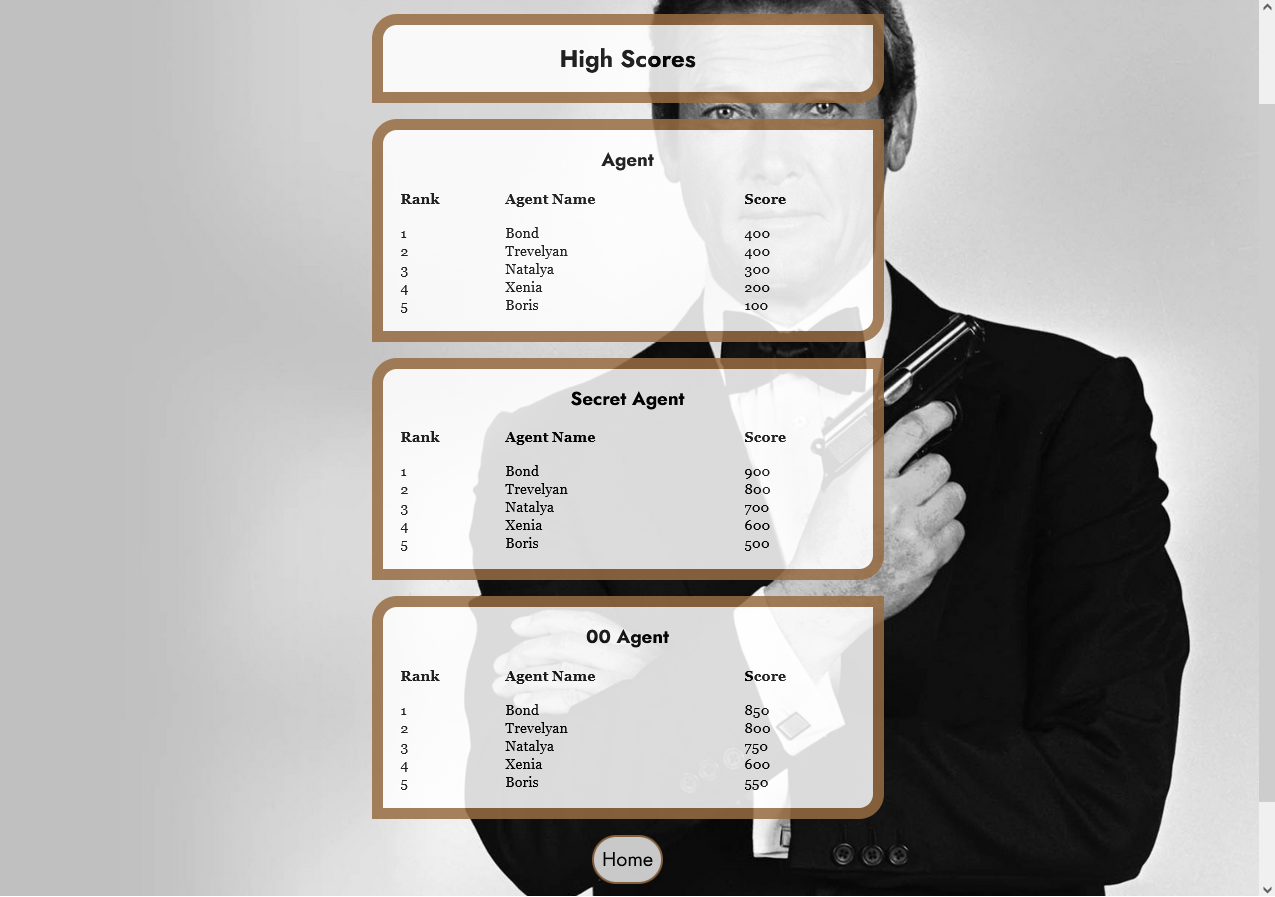 High Scores
Agent
Rank Agent Name Score
1 Bond 400
2 Trevelyan 400
3 Natalya 300
4 Xenia 200
5 Boris 100
Secret Agent
Rank Agent Name Score
1 Bond 900
2 Trevelyan 800
3 Natalya 700
4 Xenia 600
5 Boris 500
00 Agent
Rank Agent Name Score
1 Bond 850
2 Trevelyan 800
3 Natalya 750
4 Xenia 600
5 Boris 550
Home